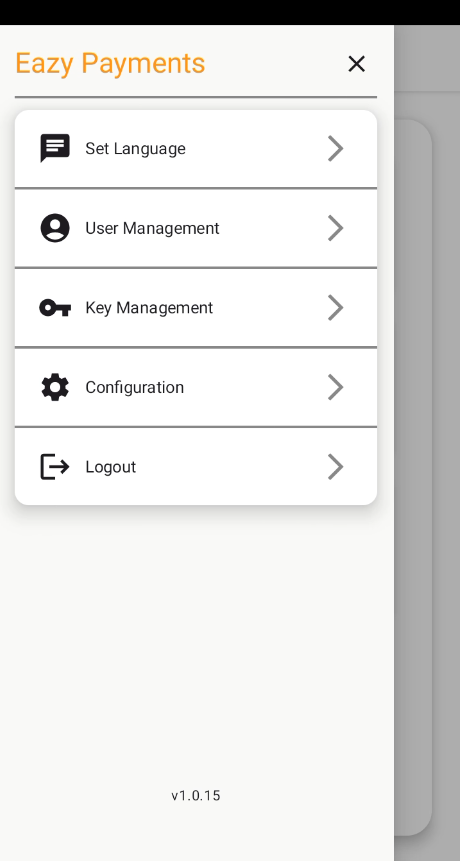 Eazy Payments
Set Language
User Management
Key Management
Configuration
Logout
v1.0.15